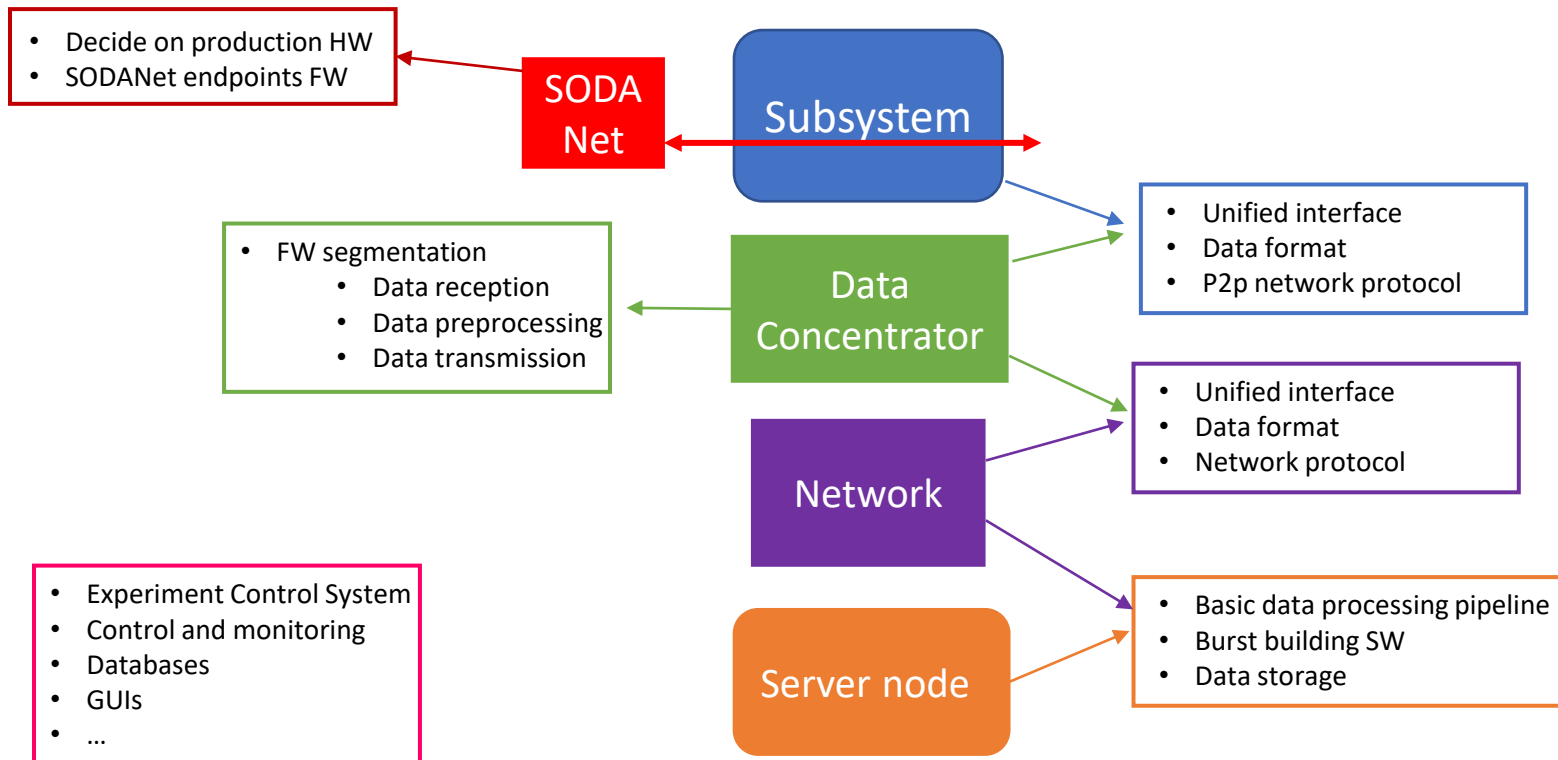 • Decide on production HW
• SODANet endpoints FW
SODA
Net
Subsystem
• Unified interface
• Data format
• P2p network protocol
• FW segmentation
• Data reception
• Data preprocessing
• Data transmission
Data
Concentrator
• Unified interface
• Data format
• Network protocol
Network
• Experiment Control System
• Control and monitoring
• Databases
• GUIs
• ...
Server node
• Basic data processing pipeline
• Burst building SW
• Data storage